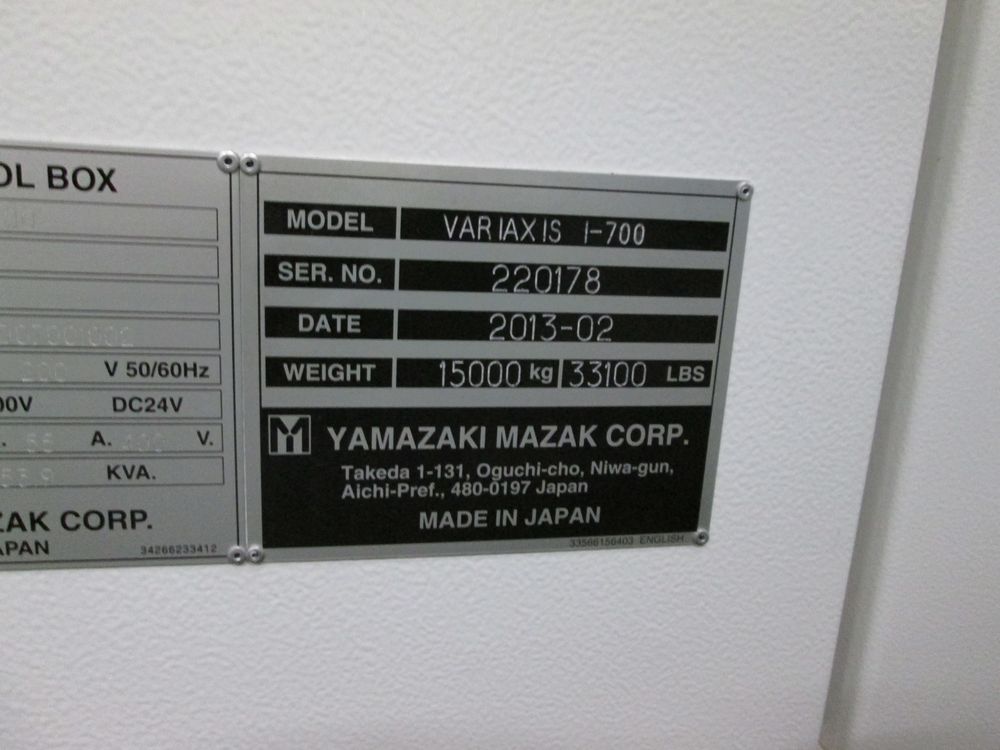 OL BOX
V 50/60Hz
00V DC24V
A. V.
KVA.
ZAK CORP.
APAN
34266233412
MODEL VARIAXIS I-700
SER. NO. 220178
DATE 2013-02
WEIGHT 15000 kg 33100 LBS
YAMAZAKI MAZAK CORP.
Takeda 1-131, Oguchi-cho, Niwa-gun,
Aichi-Pref., 480-0197 Japan
MADE IN JAPAN
33566156403 ENGLISH